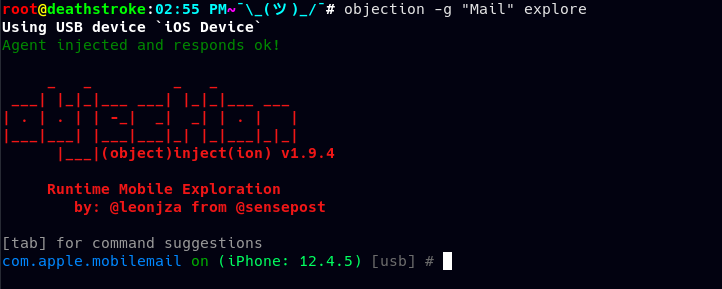 root@deathstroke:02:55 PM~¯\_(ツ)_/¯# objection -g "Mail" explore
Using USB device `iOS Device`
Agent injected and responds ok!
     _   _         _   _
 ___| |_|_|___ ___| |_|_|___ ___
| . | . | | -_|  _|  _| | . |   |
|___|___| |___|___|_| |_|___|_|_|
      |___|(object)inject(ion) v1.9.4
     Runtime Mobile Exploration
        by: @leonjza from @sensepost
[tab] for command suggestions
com.apple.mobilemail on (iPhone: 12.4.5) [usb] #